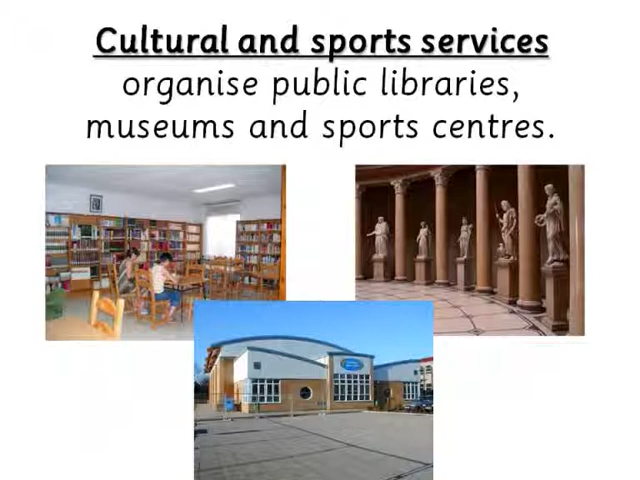 Cultural and sports services
organise public libraries,
museums and sports centres.